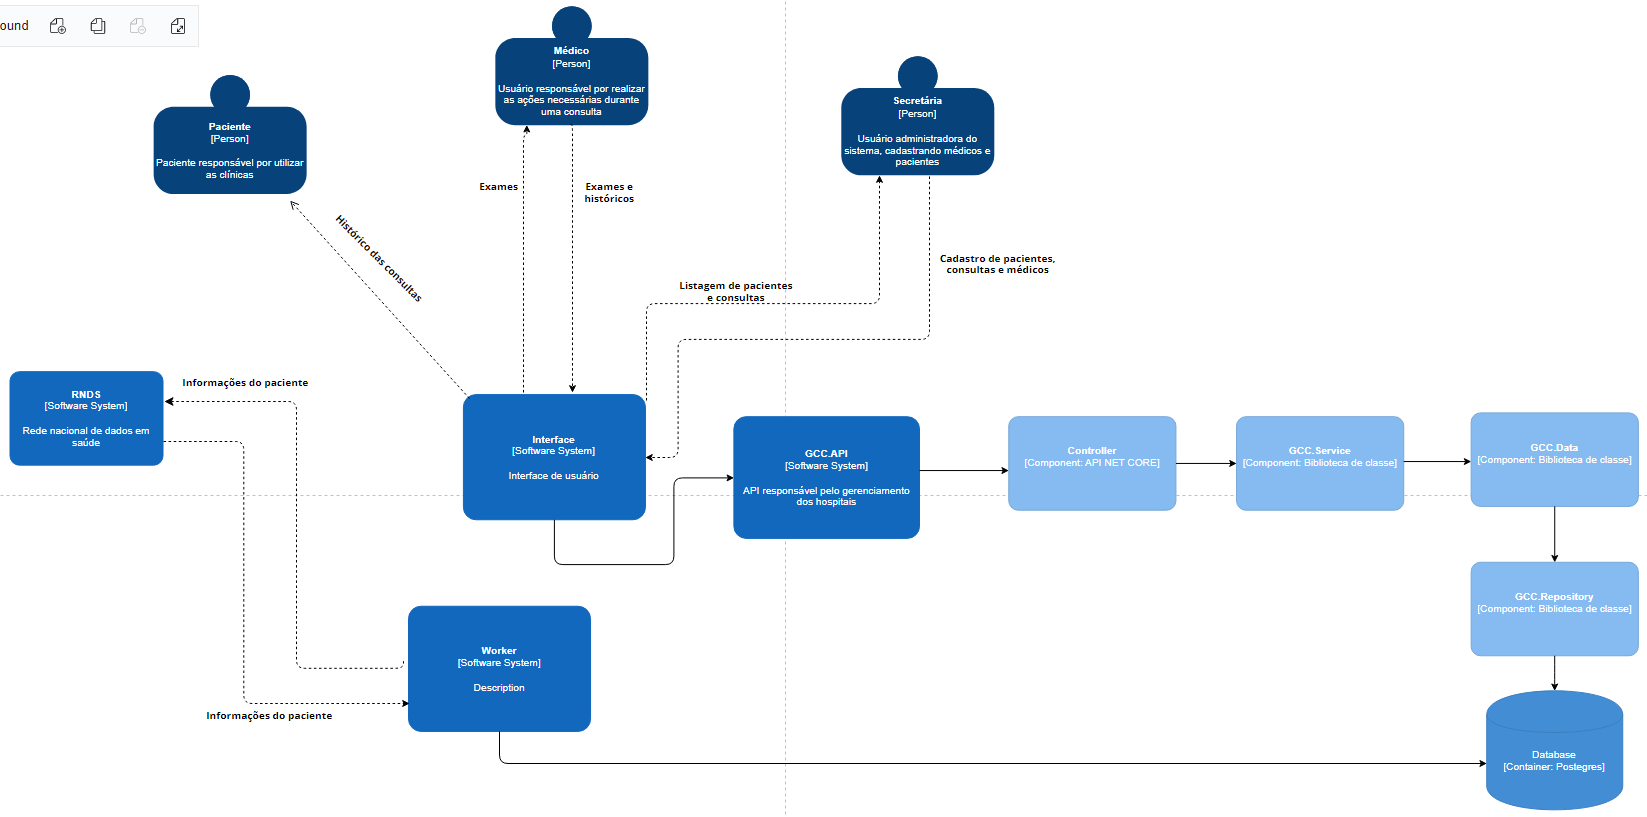 ound
Médico
[Person]
Usuário responsável por realizar
as ações necessárias durante
uma consulta
Paciente
[Person]
Paciente responsável por utilizar
as clínicas
Secretária
[Person]
Usuário administradora do
sistema, cadastrando médicos e
pacientes
Exames
Exames e
históricos
Histórico das consultas
Cadastro de pacientes,
consultas e médicos
Listagem de pacientes
e consultas
RNDS
[Software System]
Rede nacional de dados em
saúde
Informações do paciente
Interface
[Software System]
Interface de usuário
GCC.API
[Software System]
API responsável pelo gerenciamento
dos hospitais
Controller
[Component: API NET CORE]
GCC.Service
[Component: Biblioteca de classe]
GCC.Data
[Component: Biblioteca de classe]
GCC.Repository
[Component: Biblioteca de classe]
Worker
[Software System]
Description
Informações do paciente
Database
[Container: Postegres]